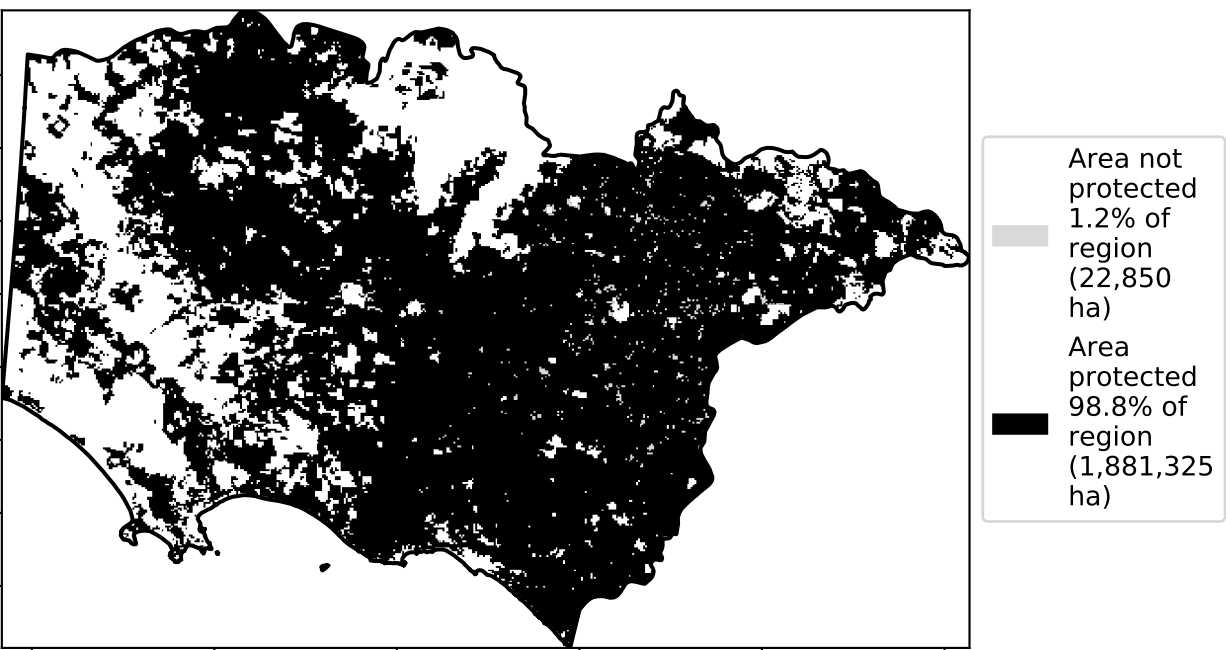 Area not
protected
1.2% of
region
(22,850
ha)
Area
protected
98.8% of
region
(1,881,325
ha)